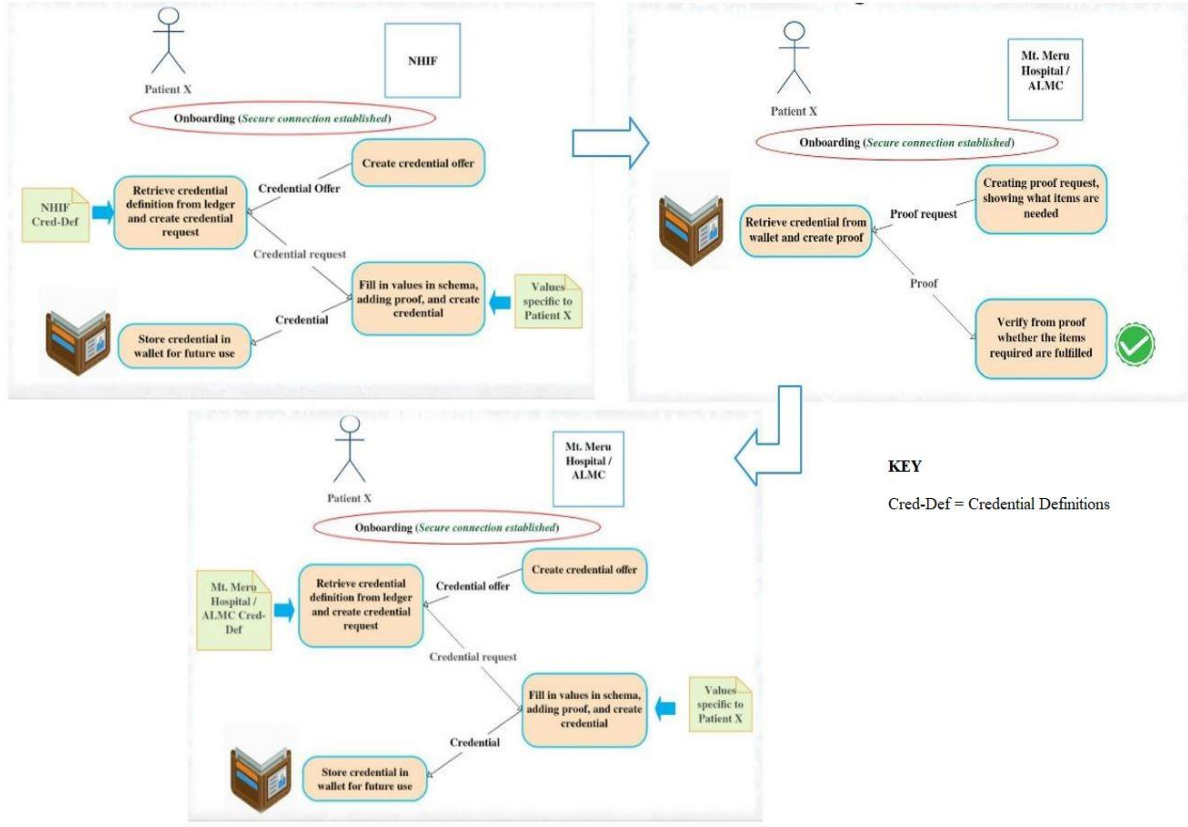 Patient X
NHIF
Onboarding (Secure connection established)
Create credential offer
Credential Offer
NHIF
Cred-Def
Retrieve credential
definition from ledger
and create credential
request
Credential request
Fill in values in schema,
adding proof, and create
credential
Values
specific to
Patient X
Credential
Store credential in
wallet for future use
Patient X
Mt. Meru
Hospital /
ALMC
Onboarding (Secure connection established)
Creating proof request,
showing what items are
needed
Proof request
Retrieve credential from
wallet and create proof
Proof
Verify from proof
whether the items
required are fulfilled
Patient X
Mt. Meru
Hospital /
ALMC
Onboarding (Secure connection established)
Create credential offer
Credential offer
Mt. Meru
Hospital /
ALMC Cred-
Def
Retrieve credential
definition from ledger
and create credential
request
Credential request
Fill in values in schema,
adding proof, and create
credential
Values
specific to
Patient X
Credential
Store credential in
wallet for future use
KEY
Cred-Def = Credential Definitions